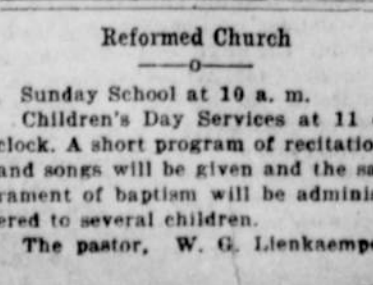 Reformed Church
—o—
Sunday School at 10 a. m.
Children's Day Services at 11
clock. A short program of recitatio
and songs will be given and the sa
rament of baptism will be adminis
ered to several children.
The pastor, W. G. Lienkaempe